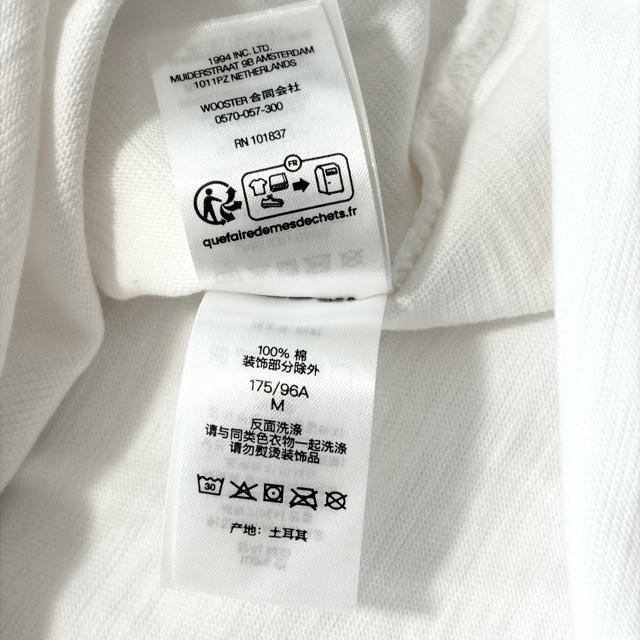 1994 INC. LTD.
MUIDERSTRAAT 9B AMSTERDAM
1011PZ NETHERLANDS
WOOSTER 合同会社
0570-057-300
RN 101837
FR
quefairedemesdechets.fr
100% 棉
装饰部分除外
175/96A
M
反面洗涤
请与同类色衣物一起洗涤
请勿熨烫装饰品
30
产地: 土耳其